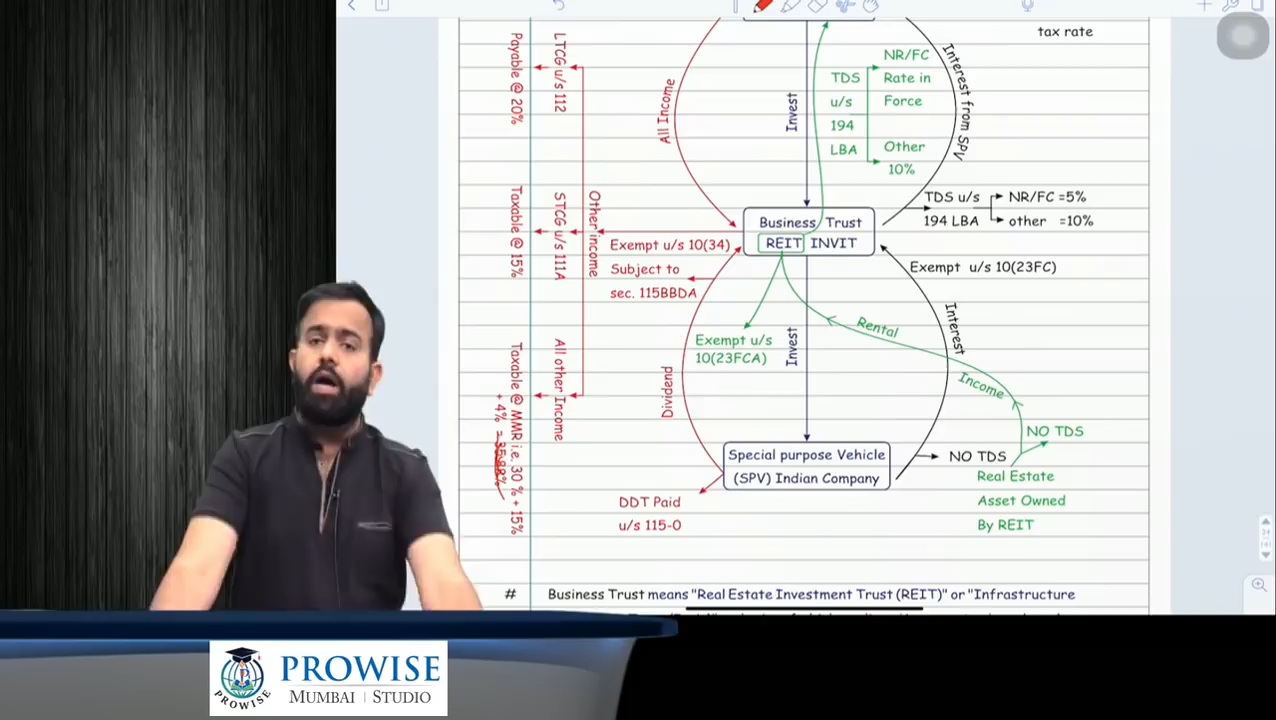 tax rate
LTCG u/s 112
Payable @ 20%
STCG u/s 111A
Taxable @ 15%
All other Income
Taxable @ MMR i.e. 30 % + 15%
+ 4% = 35.88%
Other income
All Income
Invest
TDS
u/s
194
LBA
NR/FC
Rate in
Force
Other
10%
Interest from SPV
TDS u/s
194 LBA
NR/FC =5%
other =10%
Business Trust
REIT INVIT
Exempt u/s 10(34)
Subject to
sec. 115BBDA
Exempt u/s 10(23FC)
Exempt u/s
10(23FCA)
Invest
Rental
Income
Interest
Dividend
NO TDS
NO TDS
Special purpose Vehicle
(SPV) Indian Company
Real Estate
Asset Owned
By REIT
DDT Paid
u/s 115-O
# Business Trust means "Real Estate Investment Trust (REIT)" or "Infrastructure
PROWISE
PROWISE
MUMBAI | STUDIO